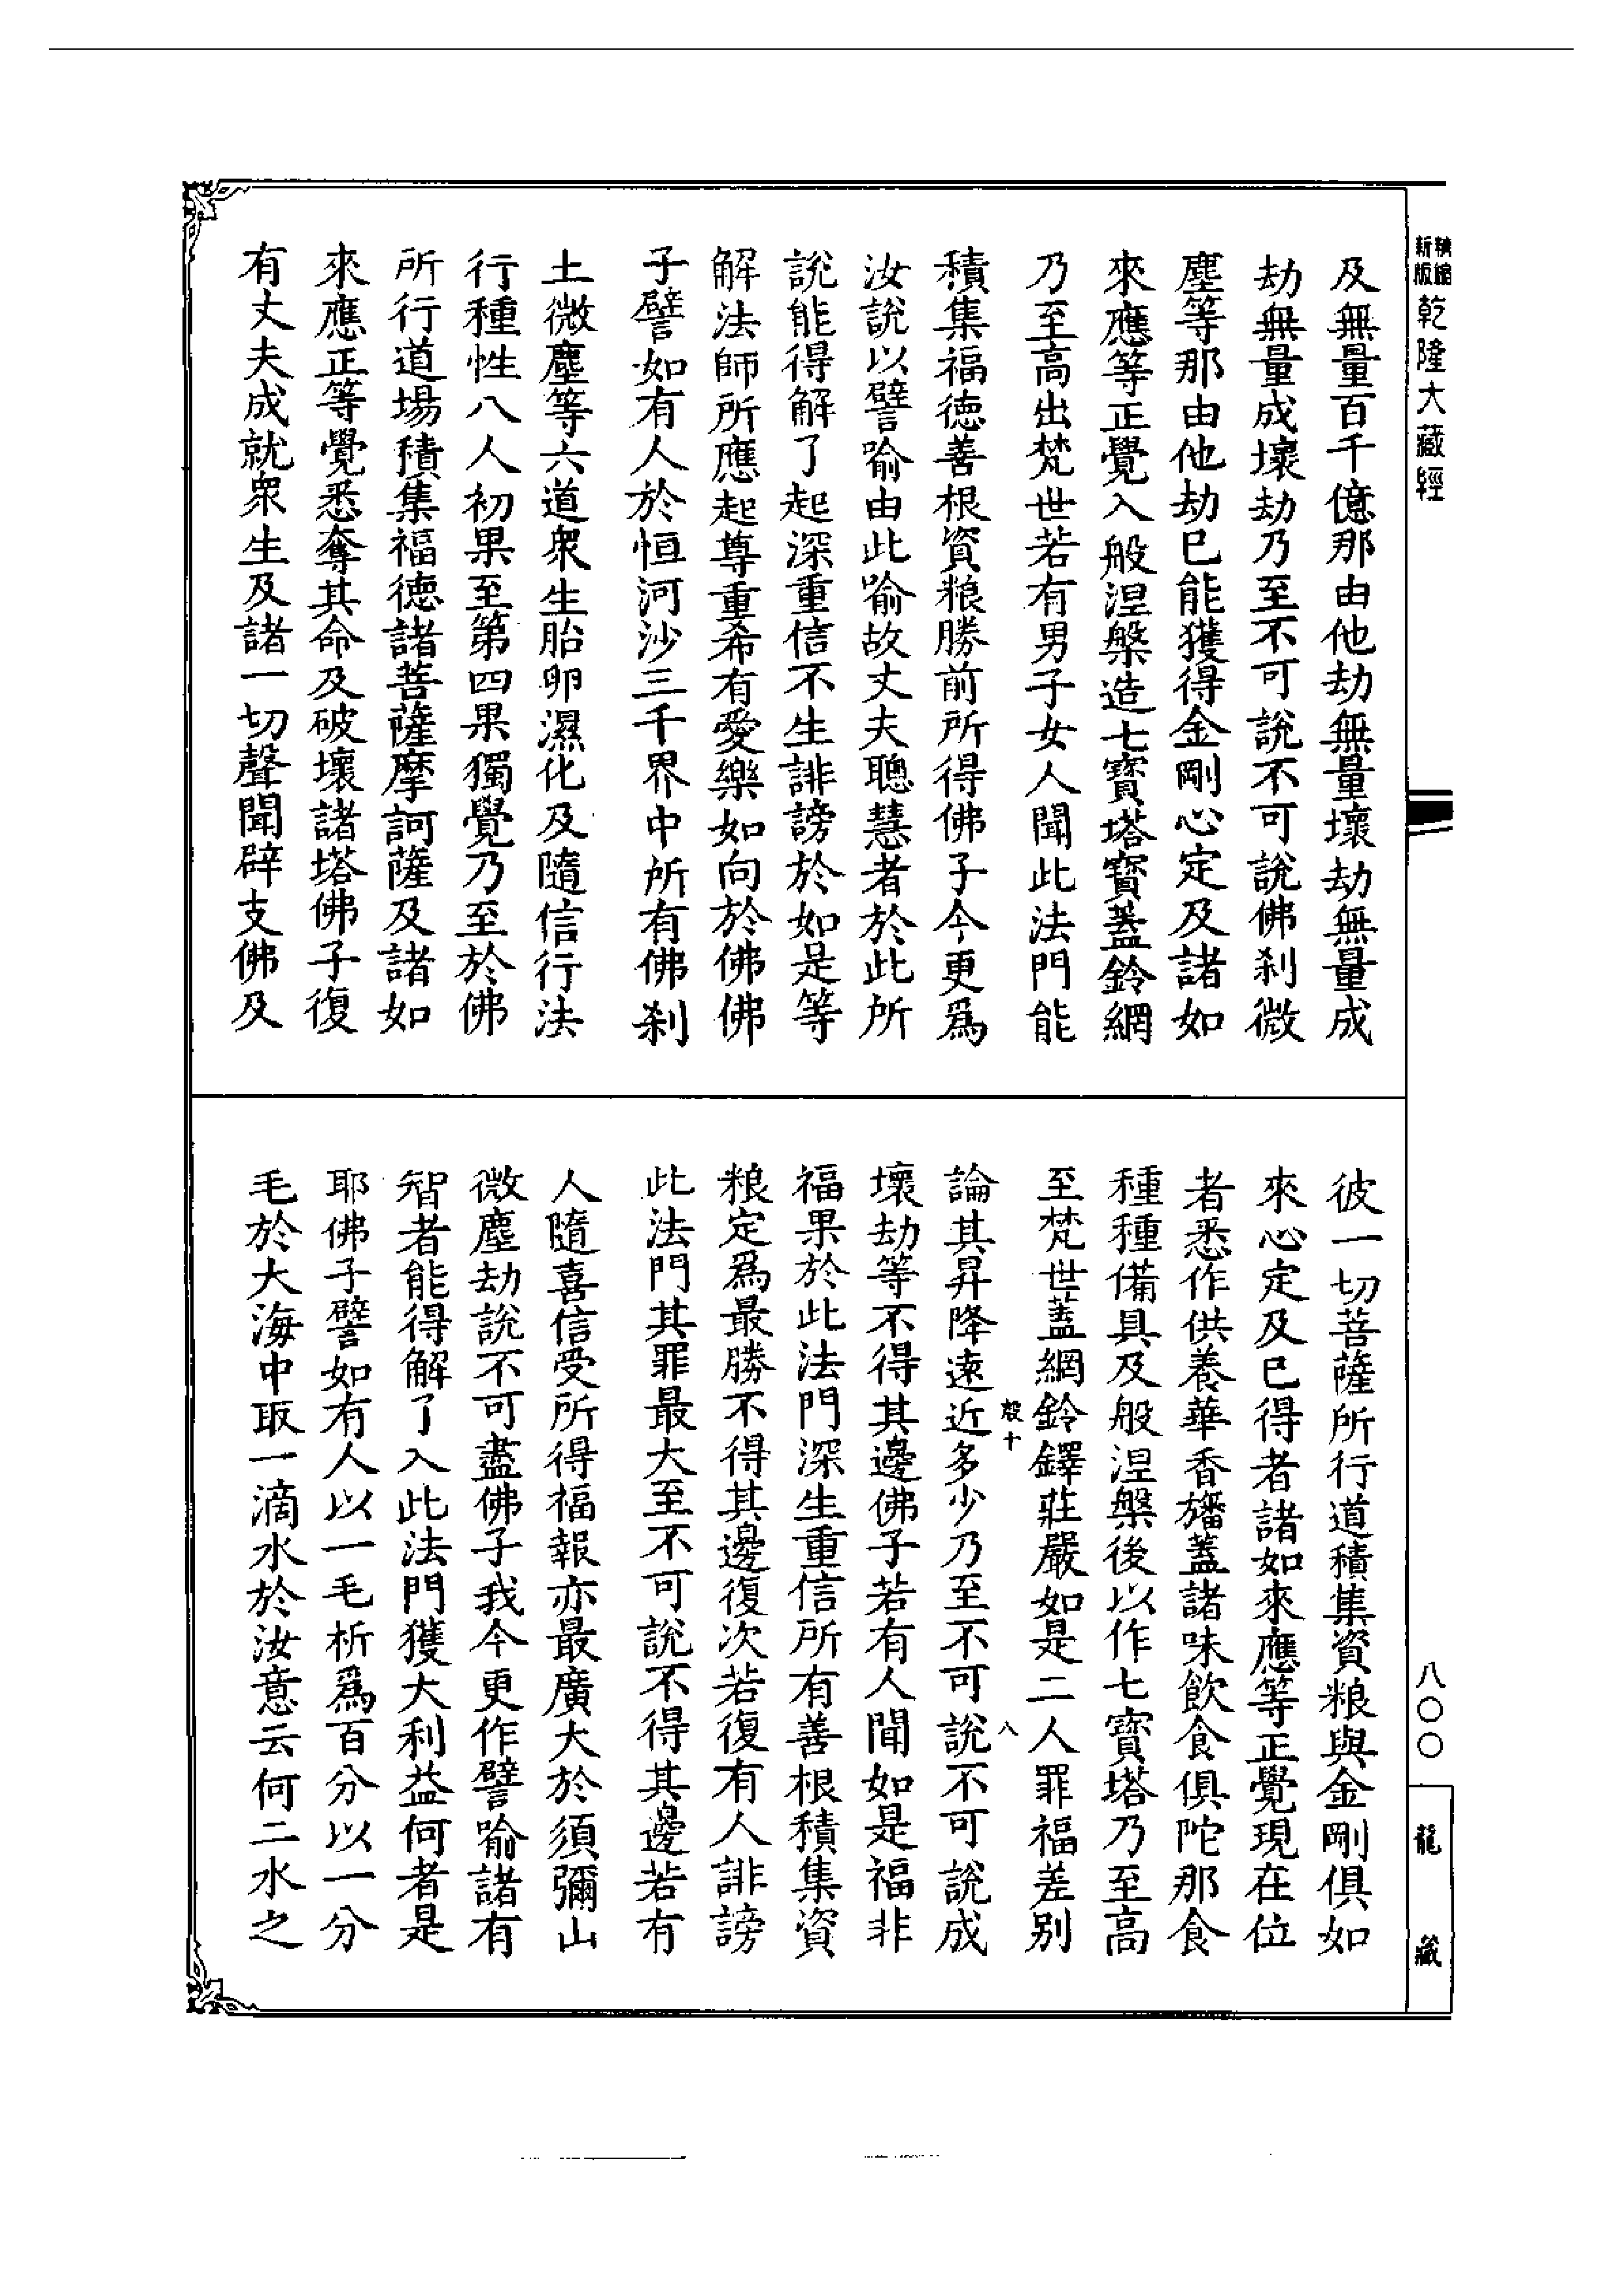 精縮新版乾隆大藏經
及無量百千億那由他劫無量壞劫無量成
劫無量成壞劫乃至不可說不可說佛剎微
塵等那由他劫已能獲得金剛心定及諸如
來應等正覺入般涅槃造七寶塔寶蓋鈴網
乃至高出梵世若有男子女人聞此法門能
積集福德善根資粮勝前所得佛子今更爲
汝說以譬喻由此喻故丈夫聰慧者於此所
說能得解了起深重信不生誹謗於如是等
解法師所應起尊重希有愛樂如向於佛佛
子譬如有人於恒河沙三千界中所有佛剎
土微塵等六道衆生胎卵濕化及隨信行法
行種性八人初果至第四果獨覺乃至於佛
所行道場積集福德諸菩薩摩訶薩及諸如
來應正等覺悉奪其命及破壞諸塔佛子復
有丈夫成就衆生及諸一切聲聞辟支佛及
彼一切菩薩所行道積集資粮與金剛俱如
來心定及已得者諸如來應等正覺現在位
者悉作供養華香旛蓋諸味飲食俱陀那食
種種備具及般涅槃後以作七寶塔乃至高
至梵世蓋網鈴鐸莊嚴如是二人罪福差別
殷十
八
論其昇降遠近多少乃至不可說不可說成
壞劫等不得其邊佛子若有人聞如是福非
福果於此法門深生重信所有善根積集資
粮定爲最勝不得其邊復次若復有人誹謗
此法門其罪最大至不可說不得其邊若有
人隨喜信受所得福報亦最廣大於須彌山
微塵劫說不可盡佛子我今更作譬喻諸有
智者能得解了入此法門獲大利益何者是
耶佛子譬如有人以一毛析爲百分以一分
毛於大海中取一滴水於汝意云何二水之
八〇〇
龍藏